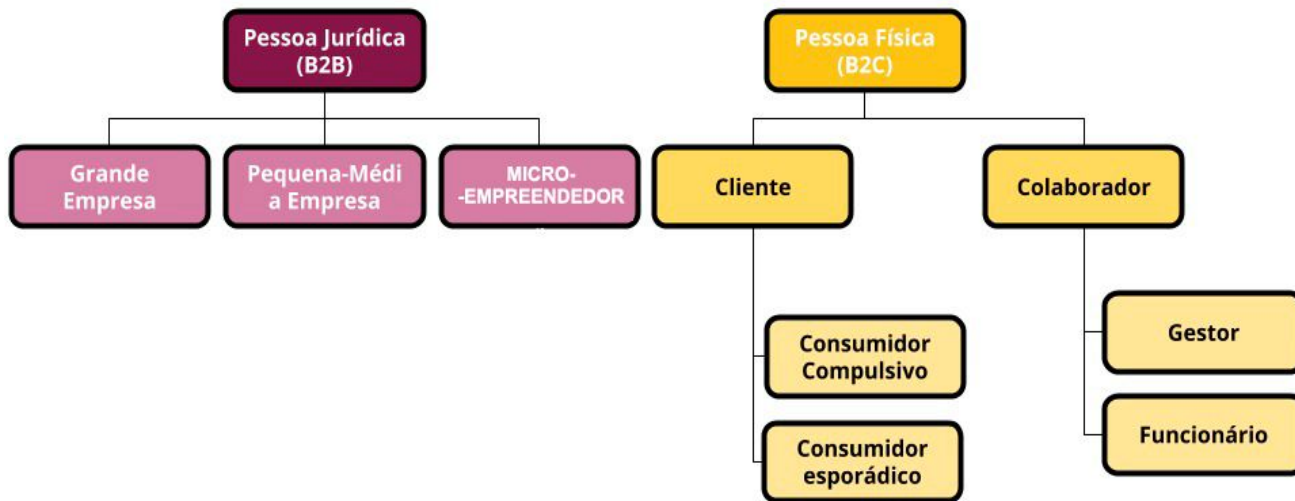 Pessoa Jurídica
(B2B)
Pessoa Física
(B2C)
Grande
Empresa
Pequena-Médi
a Empresa
MICRO-
-EMPREENDEDOR
Cliente
Colaborador
Consumidor
Compulsivo
Consumidor
esporádico
Gestor
Funcionário